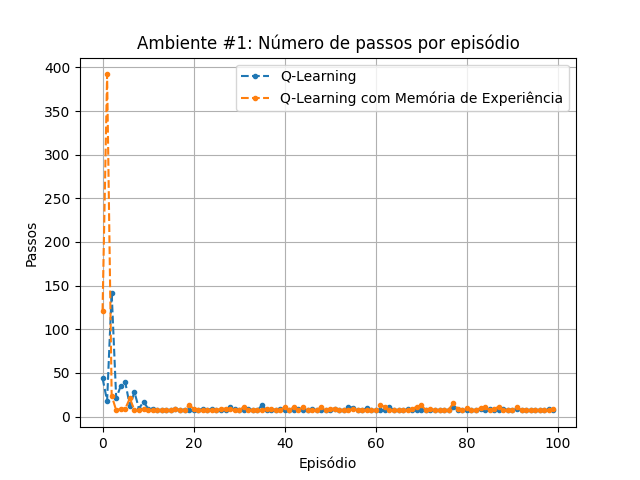 Ambiente #1: Número de passos por episódio
Q-Learning
Q-Learning com Memória de Experiência
Passos
400
350
300
250
200
150
100
50
0
0 20 40 60 80 100
Episódio